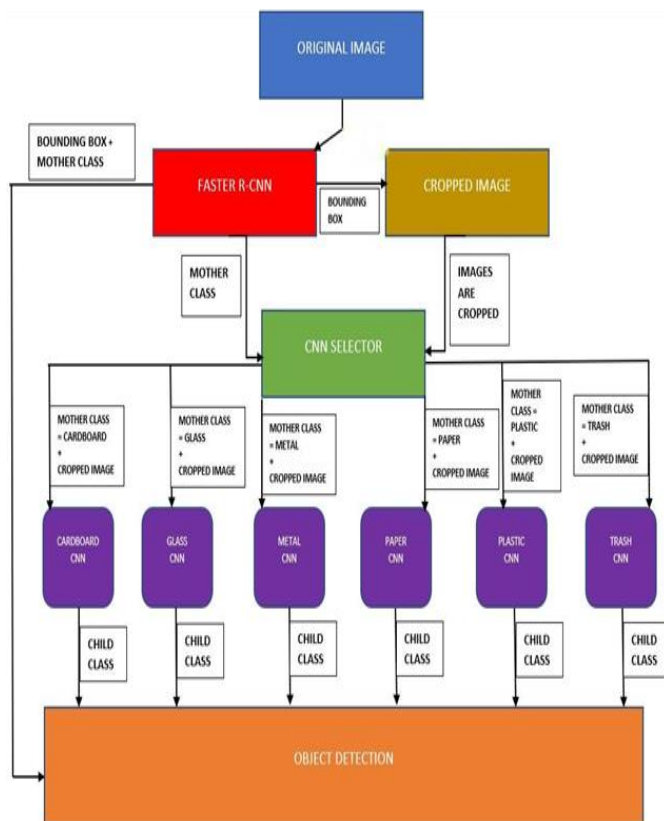 ORIGINAL IMAGE
BOUNDING BOX +
MOTHER CLASS
FASTER R-CNN
BOUNDING
BOX
CROPPED IMAGE
MOTHER
CLASS
IMAGES
ARE
CROPPED
CNN SELECTOR
MOTHER CLASS
= CARDBOARD
+
CROPPED IMAGE
MOTHER CLASS
= GLASS
+
CROPPED IMAGE
MOTHER CLASS
= METAL
+
CROPPED IMAGE
MOTHER CLASS
= PAPER
+
CROPPED IMAGE
MOTHER
CLASS =
PLASTIC
+
CROPPED
IMAGE
MOTHER CLASS
= TRASH
+
CROPPED IMAGE
CARDBOARD
CNN
GLASS
CNN
METAL
CNN
PAPER
CNN
PLASTIC
CNN
TRASH
CNN
CHILD
CLASS
CHILD
CLASS
CHILD
CLASS
CHILD
CLASS
CHILD
CLASS
CHILD
CLASS
OBJECT DETECTION